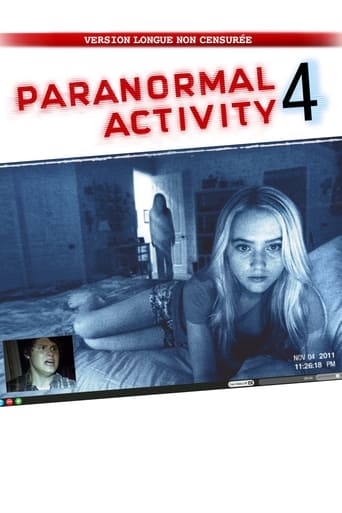 VERSION LONGUE NON CENSURÉE
PARANORMAL
ACTIVITY 4
NOV 04 2011
11:26:18 PM